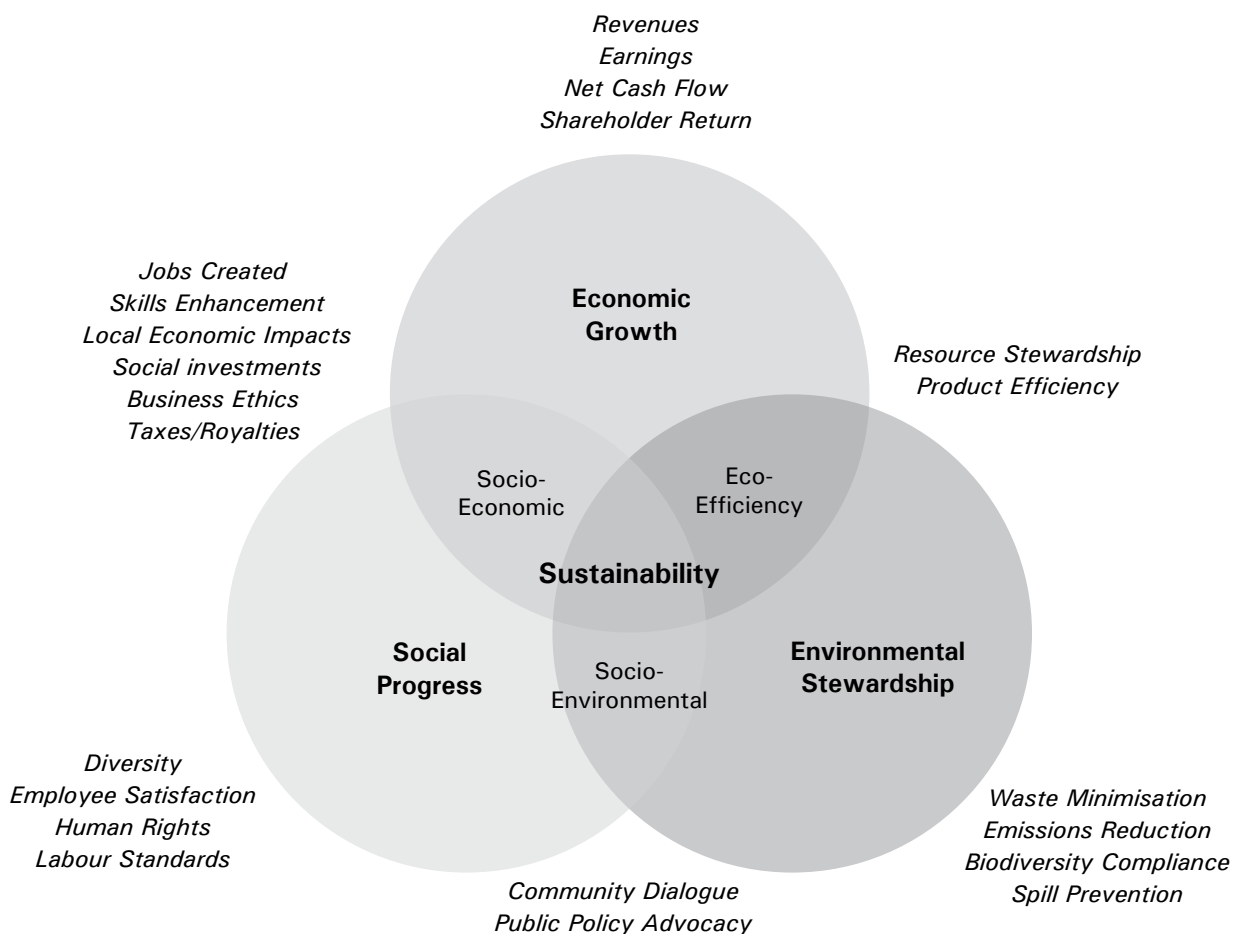 Revenues
Earnings
Net Cash Flow
Shareholder Return
Jobs Created
Skills Enhancement
Local Economic Impacts
Social investments
Business Ethics
Taxes/Royalties
Economic
Growth
Resource Stewardship
Product Efficiency
Socio-
Economic
Eco-
Efficiency
Sustainability
Social
Progress
Socio-
Environmental
Environmental
Stewardship
Diversity
Employee Satisfaction
Human Rights
Labour Standards
Waste Minimisation
Emissions Reduction
Biodiversity Compliance
Spill Prevention
Community Dialogue
Public Policy Advocacy